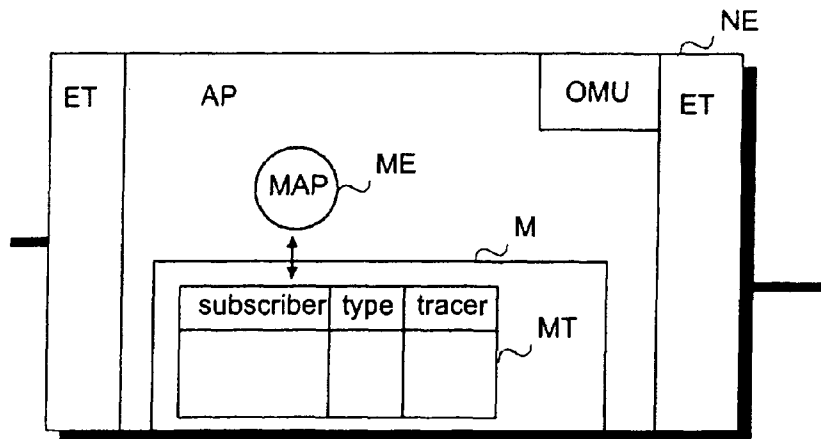 NE
ET AP OMU ET
MAP ME
M
subscriber type tracer
MT